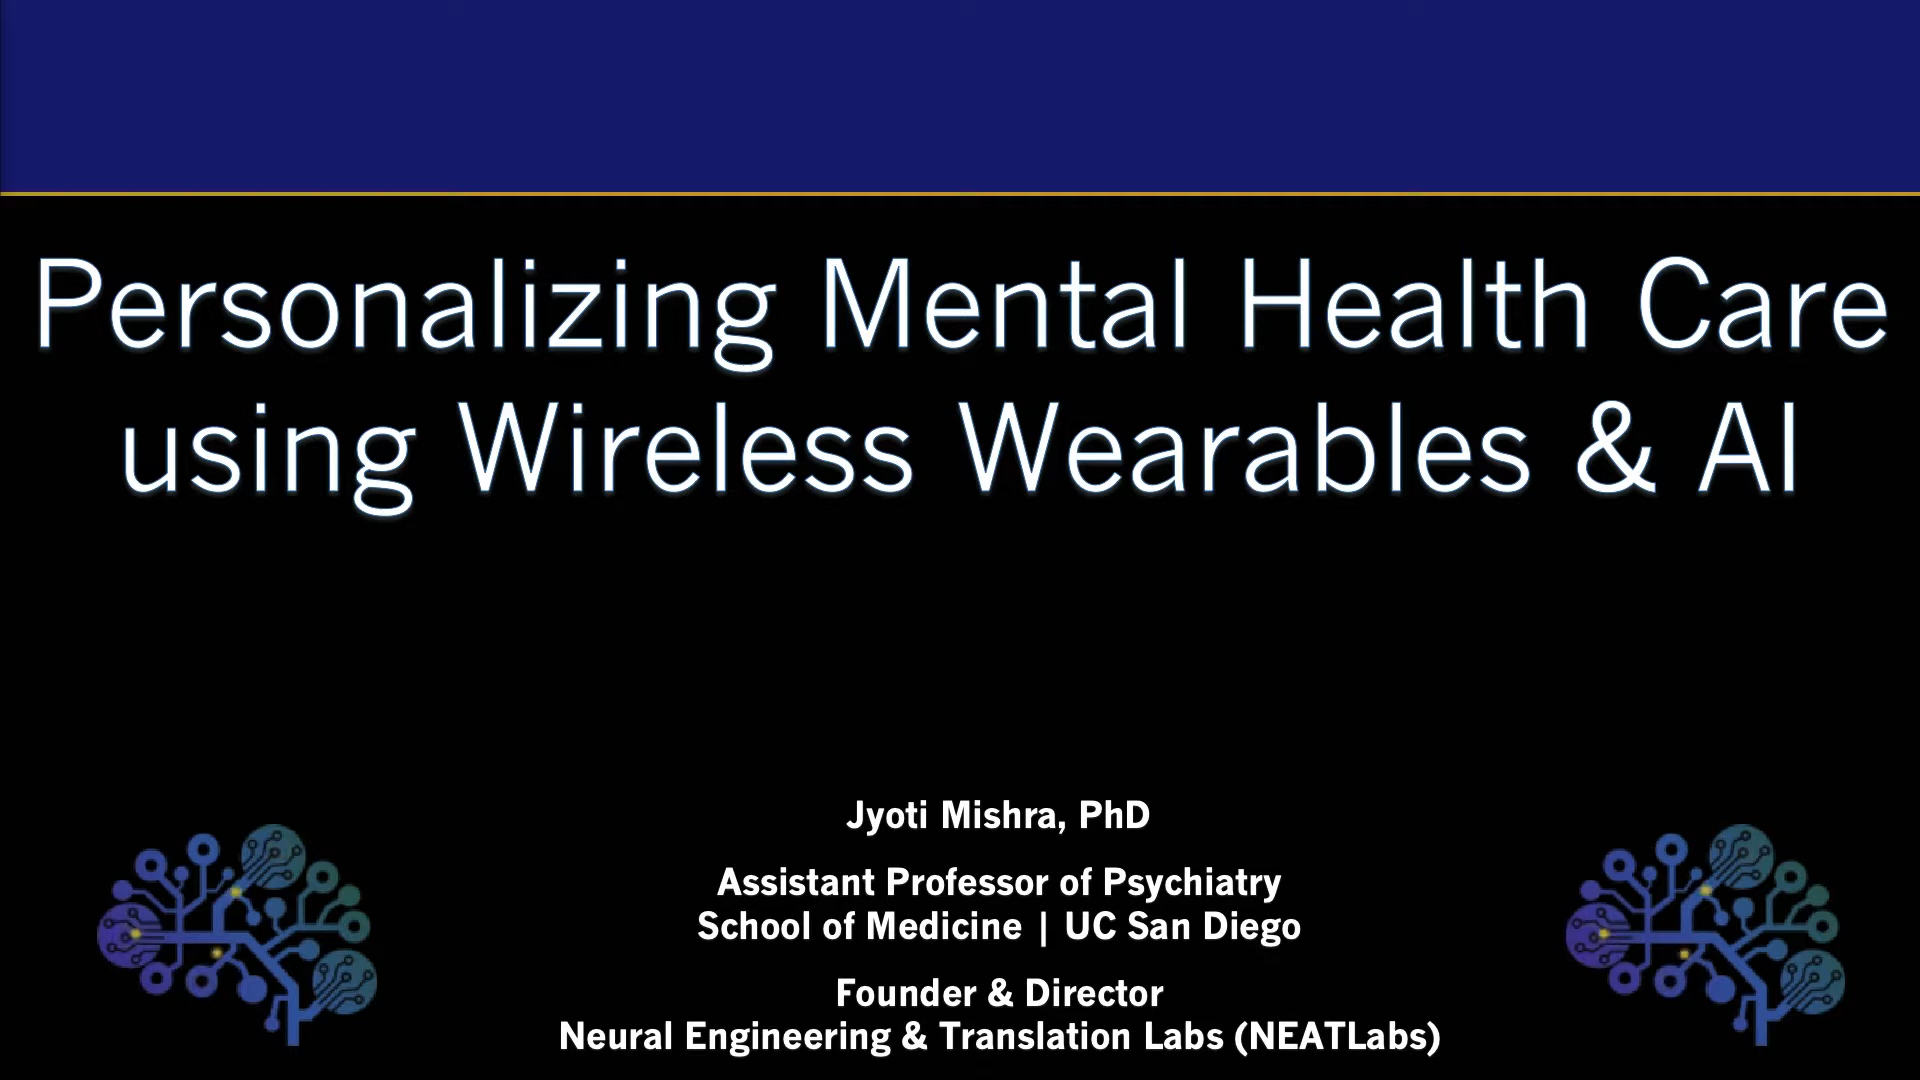 Personalizing Mental Health Care
using Wireless Wearables & AI
Jyoti Mishra, PhD
Assistant Professor of Psychiatry
School of Medicine | UC San Diego
Founder & Director
Neural Engineering & Translation Labs (NEATLabs)